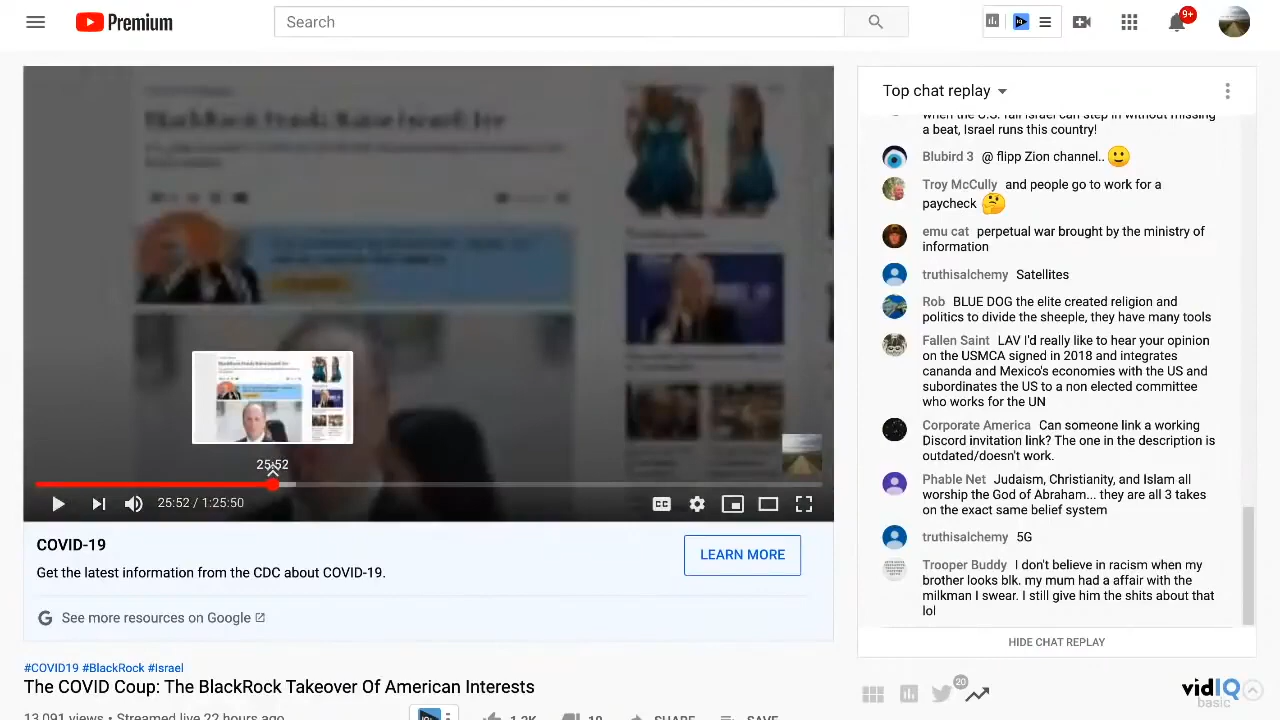 Premium
Search
9+
Top chat replay
when the U.S. fall Israel can step in without missing
a beat, Israel runs this country!
Blubird 3 @ flipp Zion channel..
Troy McCully and people go to work for a
paycheck
emu cat perpetual war brought by the ministry of
information
truthisalchemy Satellites
Rob BLUE DOG the elite created religion and
politics to divide the sheeple, they have many tools
Fallen Saint LAV I'd really like to hear your opinion
on the USMCA signed in 2018 and integrates
cananda and Mexico's economies with the US and
subordinates the US to a non elected committee
who works for the UN
Corporate America Can someone link a working
Discord invitation link? The one in the description is
outdated/doesn't work.
Phable Net Judaism, Christianity, and Islam all
worship the God of Abraham... they are all 3 takes
on the exact same belief system
truthisalchemy 5G
Trooper Buddy I don't believe in racism when my
brother looks blk. my mum had a affair with the
milkman I swear. I still give him the shits about that
lol
HIDE CHAT REPLAY
25:52
25:52 / 1:25:50
CC
COVID-19
Get the latest information from the CDC about COVID-19.
LEARN MORE
See more resources on Google
#COVID19 #BlackRock #Israel
The COVID Coup: The BlackRock Takeover Of American Interests
13,091 views • Streamed live 22 hours ago
1.2K
10
SHARE
SAVE
20
vidIQ
basic